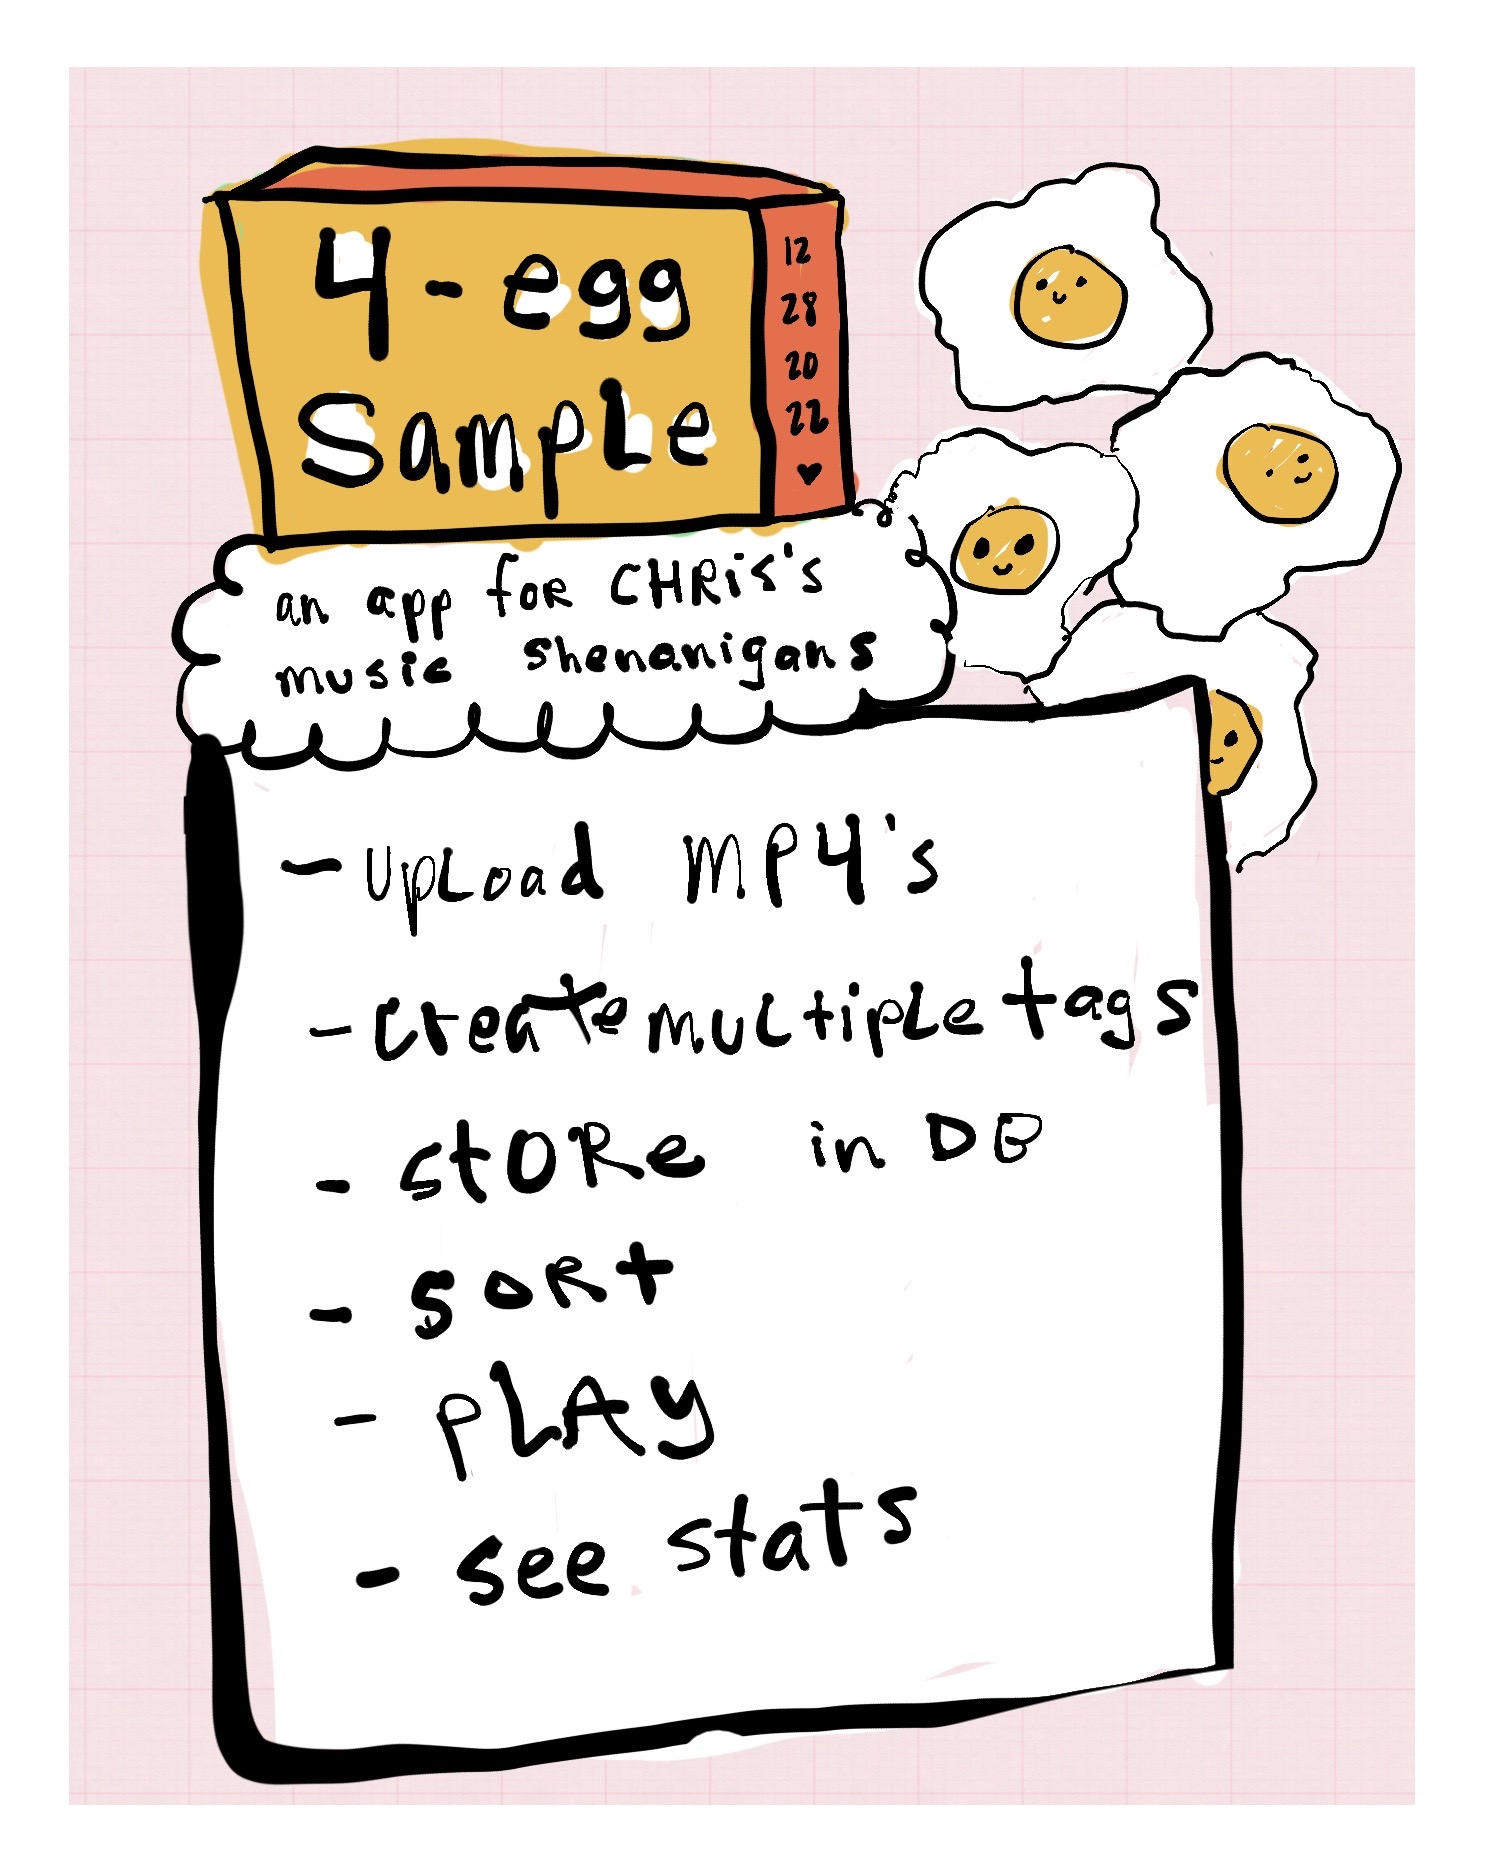 4-egg
Sample
12
28
20
22
♥
an app for CHRis's
music shenanigans
- Upload MP4's
- Create multiple tags
- StORe in DB
- SORt
- PLAY
- see stats